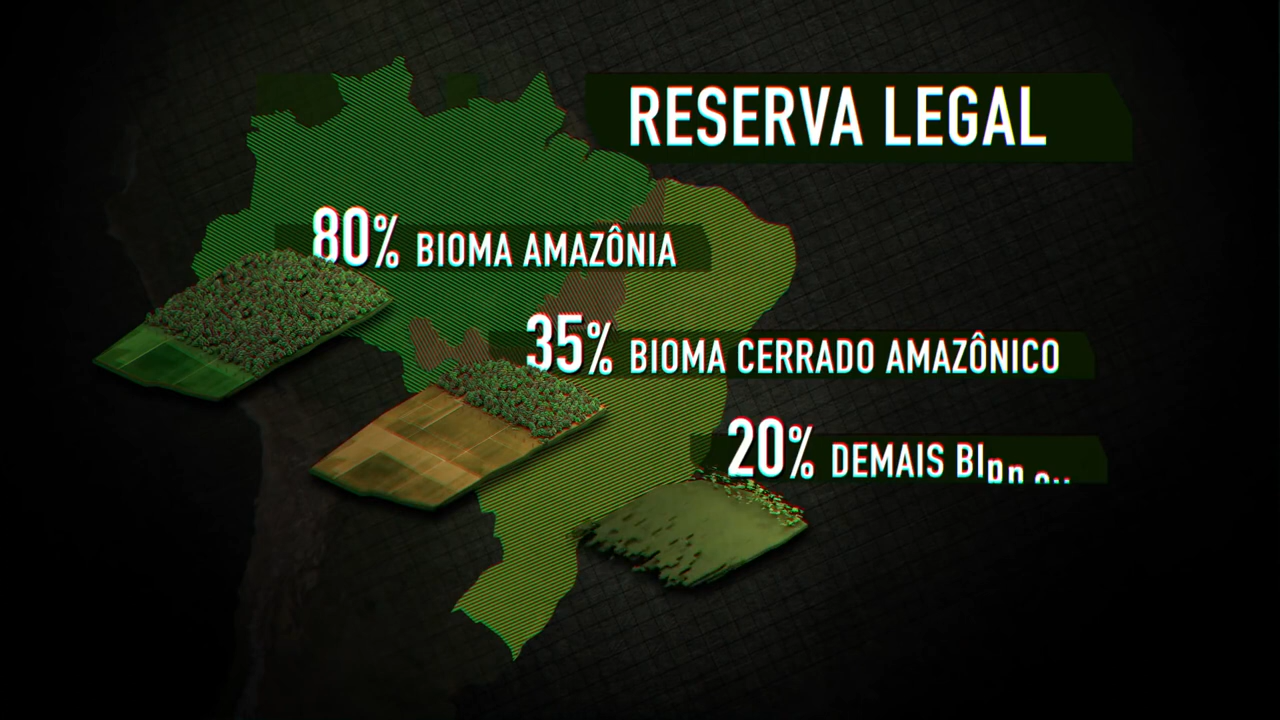 RESERVA LEGAL
80% BIOMA AMAZÔNIA
35% BIOMA CERRADO AMAZÔNICO
20% DEMAIS